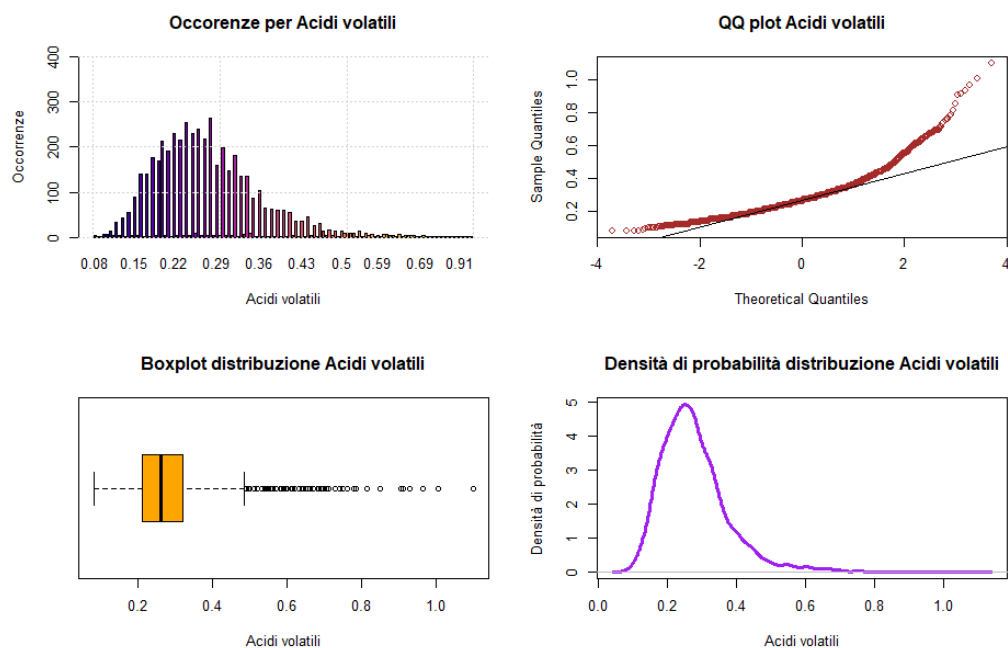 Occorenze per Acidi volatili
Occorrenze
0 100 200 300 400
0.08 0.15 0.22 0.29 0.36 0.43 0.5 0.59 0.69 0.91
Acidi volatili
QQ plot Acidi volatili
Sample Quantiles
0.2 0.4 0.6 0.8 1.0
-4 -2 0 2 4
Theoretical Quantiles
Boxplot distribuzione Acidi volatili
0.2 0.4 0.6 0.8 1.0
Acidi volatili
Densità di probabilità distribuzione Acidi volatili
Densità di probabilità
0 1 2 3 4 5
0.0 0.2 0.4 0.6 0.8 1.0
Acidi volatili